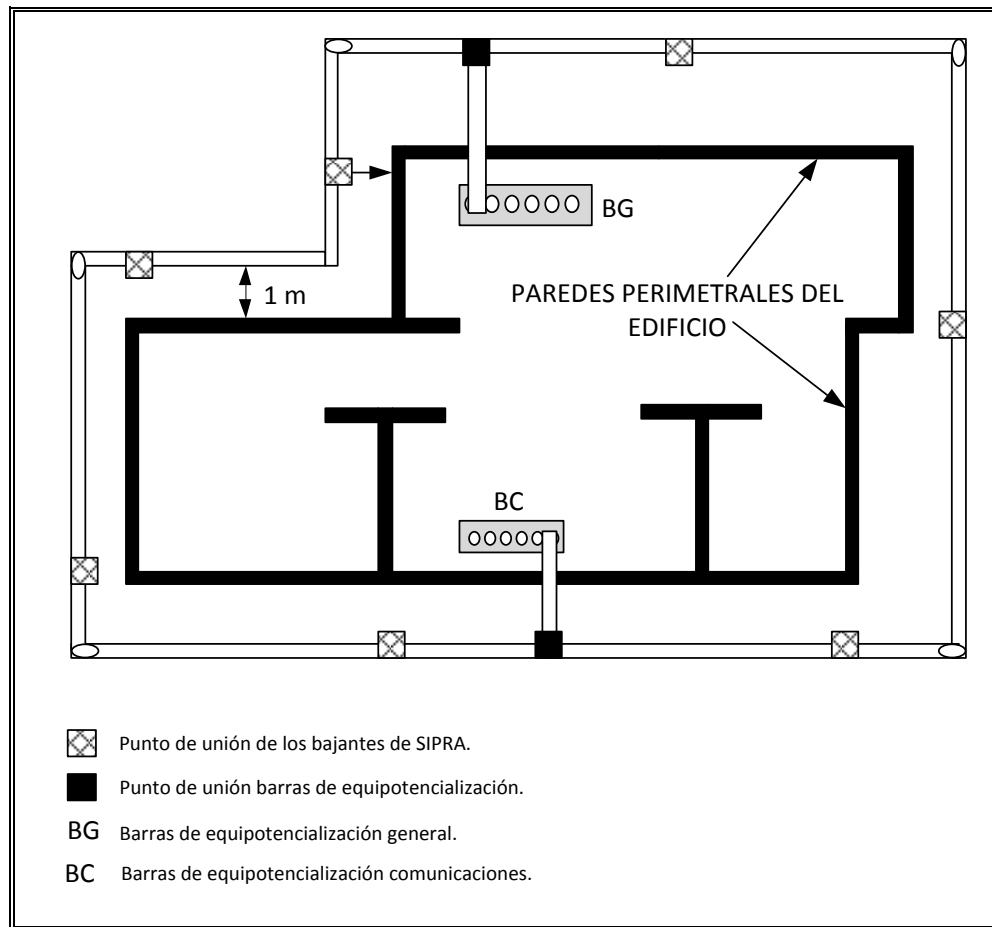 BG
1 m
PAREDES PERIMETRALES DEL
EDIFICIO
BC
Punto de unión de los bajantes de SIPRA.
Punto de unión barras de equipotencialización.
BG Barras de equipotencialización general.
BC Barras de equipotencialización comunicaciones.